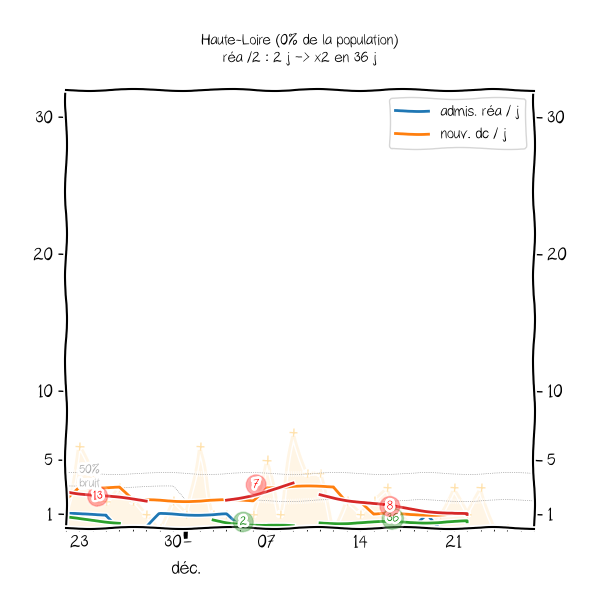 Haute-Loire (0% de la population)
réa /2 : 2 j -> x2 en 36 j
admis. réa / j
nouv. dc / j
30 30
20 20
10 10
5 5
1 1
50%
bruit
13
7
2
8
36
23 30 07 14 21
déc.